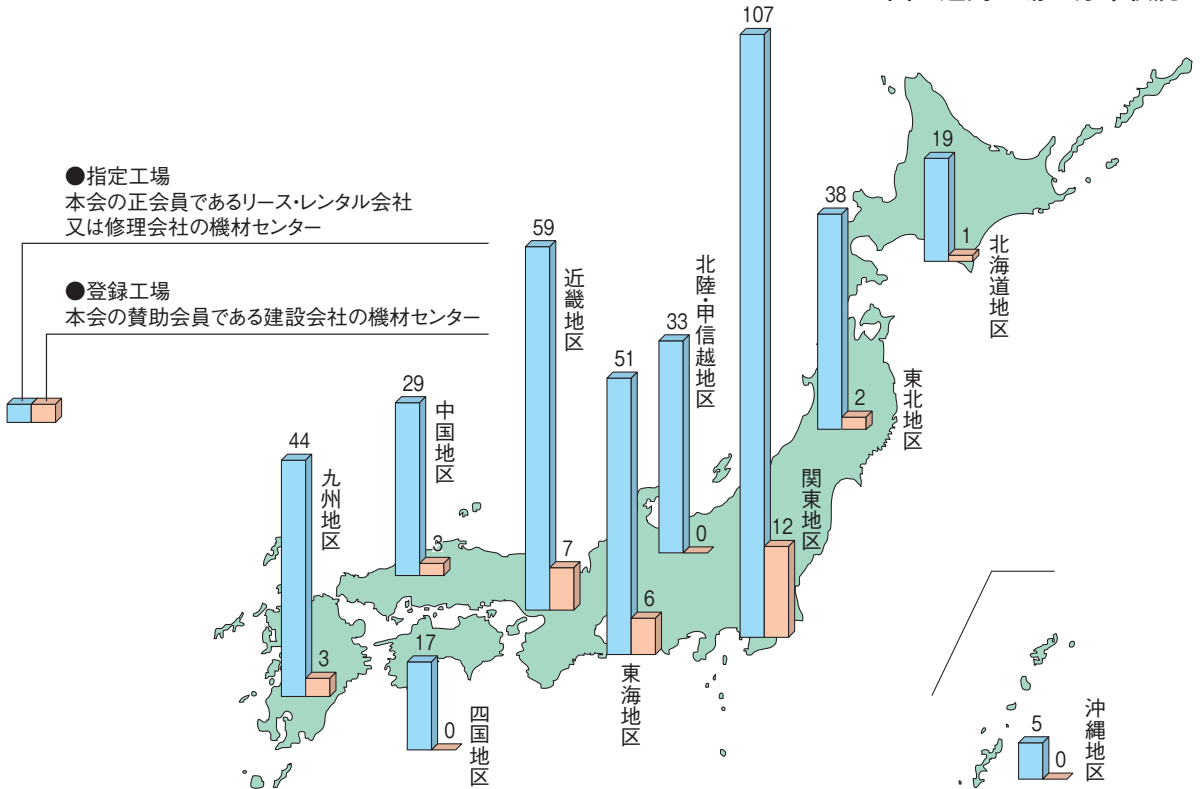 ●指定工場
本会の正会員であるリース・レンタル会社
又は修理会社の機材センター
●登録工場
本会の賛助会員である建設会社の機材センター
19
1
北海道地区
38
2
東北地区
107
12
関東地区
33
0
北陸・甲信越地区
51
6
東海地区
59
7
近畿地区
29
3
中国地区
17
0
四国地区
44
3
九州地区
5
0
沖縄地区